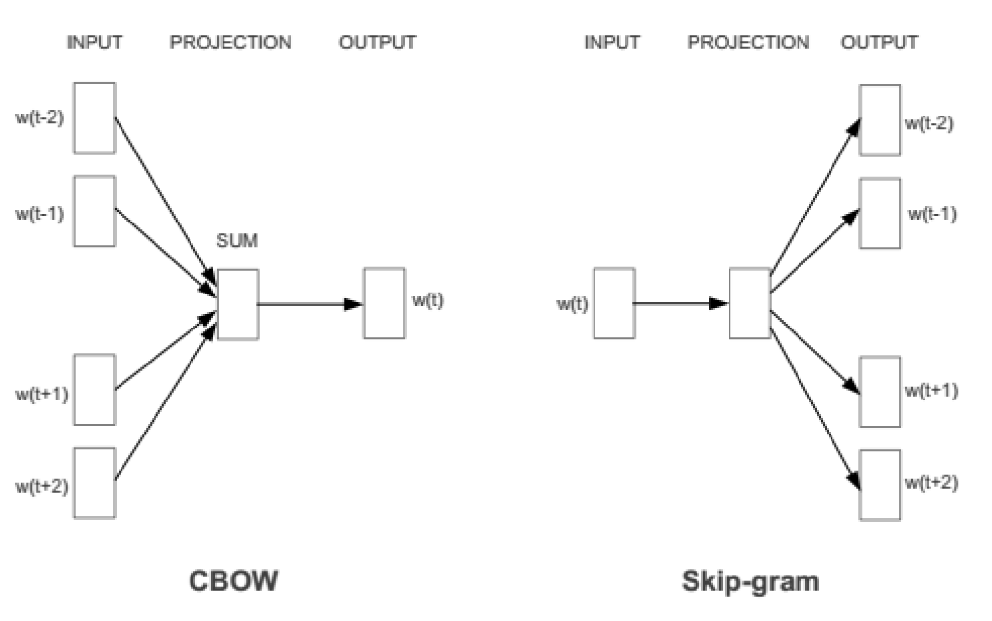 INPUT PROJECTION OUTPUT
w(t-2)
w(t-1)
SUM
w(t)
w(t+1)
w(t+2)
CBOW
INPUT PROJECTION OUTPUT
w(t-2)
w(t-1)
w(t)
w(t+1)
w(t+2)
Skip-gram